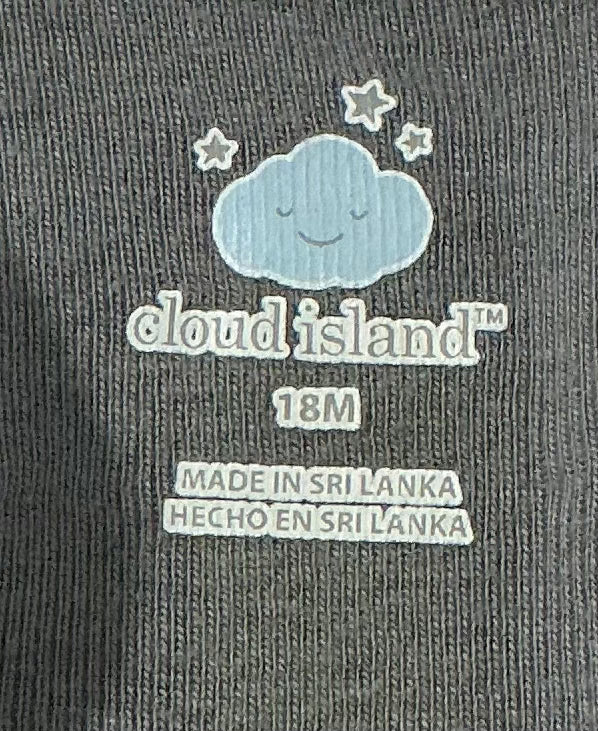 cloud island™
18M
MADE IN SRI LANKA
HECHO EN SRI LANKA